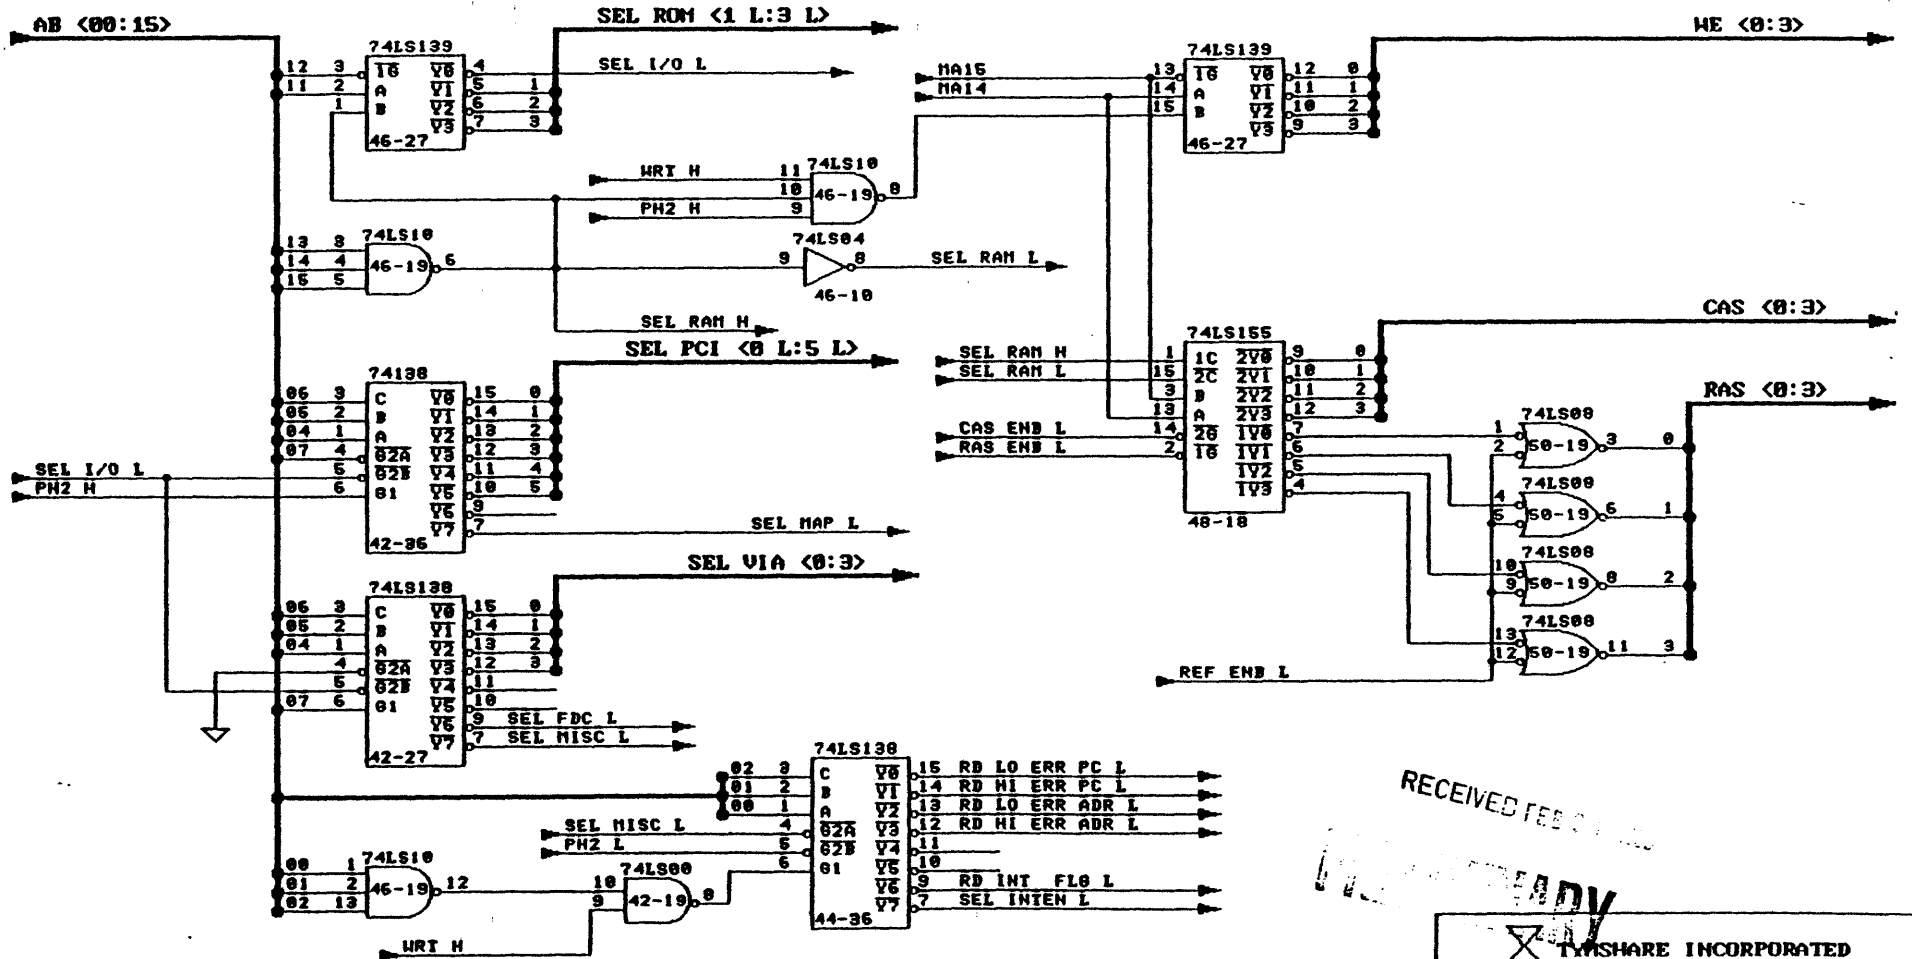 AB <00:15>
SEL ROM <1 L:3 L>
WE <0:3>
74LS139
12 3 1G Y0 4 SEL I/O L
11 2 A Y1 5 1
1 B Y2 6 2
Y3 7 3
46-27
74LS139
MA15 13 1G Y0 12 0
MA14 14 A Y1 11 1
15 B Y2 10 2
Y3 9 3
46-27
74LS10
WRT H 11
10 46-19 8
PH2 H 9
74LS10
13 3
14 4 46-19 6
15 5
74LS04
9 8 SEL RAM L
46-10
SEL RAM H
SEL PCI <0 L:5 L>
CAS <0:3>
74LS155
SEL RAM H 1 1C 2Y0 9 0
SEL RAM L 15 2C 2Y1 10 1
3 B 2Y2 11 2
13 A 2Y3 12 3
CAS ENB L 14 2G 1Y0 7
RAS ENB L 2 1G 1Y1 6
1Y2 5
1Y3 4
48-18
RAS <0:3>
74LS08
1
2 50-19 3 0
74LS08
4
5 50-19 6 1
74LS08
10
9 50-19 8 2
74LS08
13
12 50-19 11 3
REF ENB L
74138
06 3 C Y0 15 0
05 2 B Y1 14 1
04 1 A Y2 13 2
07 4 G2A Y3 12 3
SEL I/O L 5 G2B Y4 11 4
PH2 H 6 G1 Y5 10 5
Y6 9
Y7 7 SEL MAP L
42-36
SEL VIA <0:3>
74LS138
06 3 C Y0 15 0
05 2 B Y1 14 1
04 1 A Y2 13 2
4 G2A Y3 12 3
5 G2B Y4 11
07 6 G1 Y5 10
Y6 9 SEL FDC L
Y7 7 SEL MISC L
42-27
74LS138
02 3 C Y0 15 RD LO ERR PC L
01 2 B Y1 14 RD HI ERR PC L
00 1 A Y2 13 RD LO ERR ADR L
SEL MISC L 4 G2A Y3 12 RD HI ERR ADR L
PH2 L 5 G2B Y4 11
6 G1 Y5 10
Y6 9 RD INT FLG L
Y7 7 SEL INTEN L
44-36
74LS10
00 1
01 2 46-19 12
02 13
74LS00
10
9 42-19 8
WRT H
RECEIVED FEB
TYMSHARE INCORPORATED